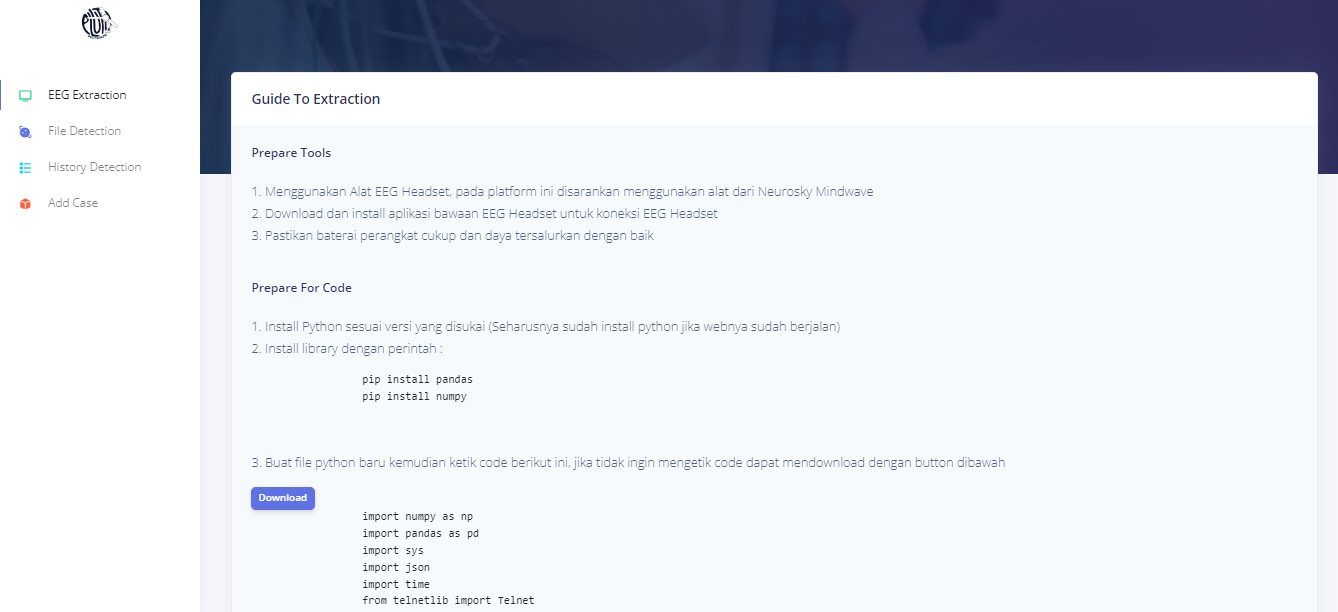 EEG Extraction
File Detection
History Detection
Add Case
Guide To Extraction
Prepare Tools
1. Menggunakan Alat EEG Headset, pada platform ini disarankan menggunakan alat dari Neurosky Mindwave
2. Download dan install aplikasi bawaan EEG Headset untuk koneksi EEG Headset
3. Pastikan baterai perangkat cukup dan daya tersalurkan dengan baik
Prepare For Code
1. Install Python sesuai versi yang disukai (Seharusnya sudah install python jika webnya sudah berjalan)
2. Install library dengan perintah :
pip install pandas
pip install numpy
3. Buat file python baru kemudian ketik code berikut ini, jika tidak ingin mengetik code dapat mendownload dengan button dibawah
Download
import numpy as np
import pandas as pd
import sys
import json
import time
from telnetlib import Telnet